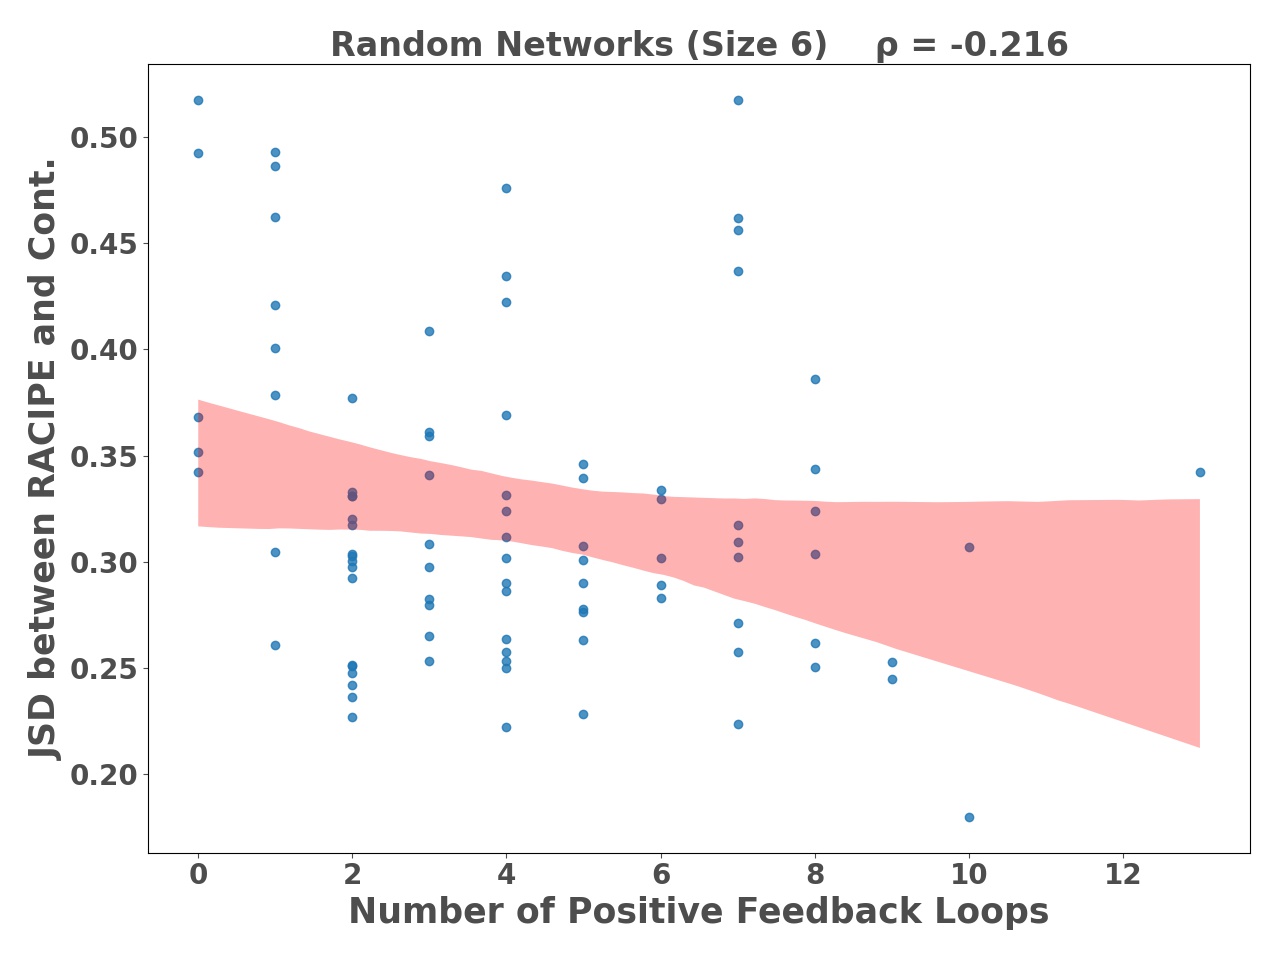 Random Networks (Size 6)    ρ = -0.216
JSD between RACIPE and Cont.
0.50
0.45
0.40
0.35
0.30
0.25
0.20
0 2 4 6 8 10 12
Number of Positive Feedback Loops